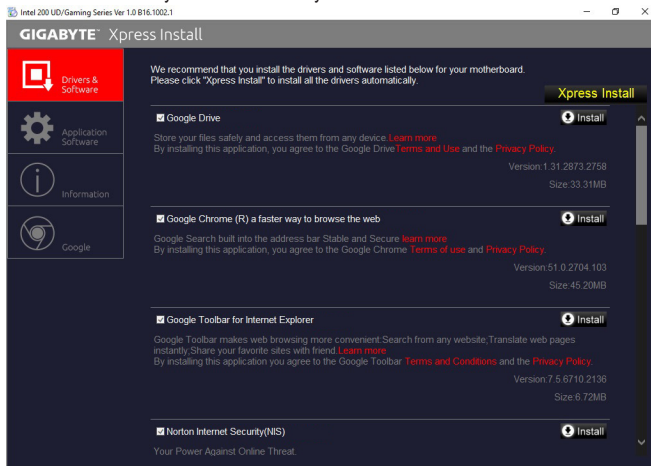 Intel 200 UD/Gaming Series Ver 1.0 B16.1002.1
GIGABYTE™ Xpress Install
Drivers &
Software
Application
Software
Information
Google
We recommend that you install the drivers and software listed below for your motherboard.
Please click "Xpress Install" to install all the drivers automatically.
Xpress Install
Google Drive
Install
Store your files safely and access them from any device.Learn more
By installing this application, you agree to the Google DriveTerms and Use and the Privacy Policy.
Version:1.31.2873.2758
Size:33.31MB
Google Chrome (R) a faster way to browse the web
Install
Google Search built into the address bar Stable and Secure learn more
By installing this application, you agree to the Google Chrome Terms of use and Privacy Policy.
Version:51.0.2704.103
Size:45.20MB
Google Toolbar for Internet Explorer
Install
Google Toolbar makes web browsing more convenient.Search from any website;Translate web pages
instantly;Share your favorite sites with friend.Learn more
By installing this application you agree to the Google Toolbar Terms and Conditions and the Privacy Policy.
Version:7.5.6710.2136
Size:6.72MB
Norton Internet Security(NIS)
Install
Your Power Against Online Threat.